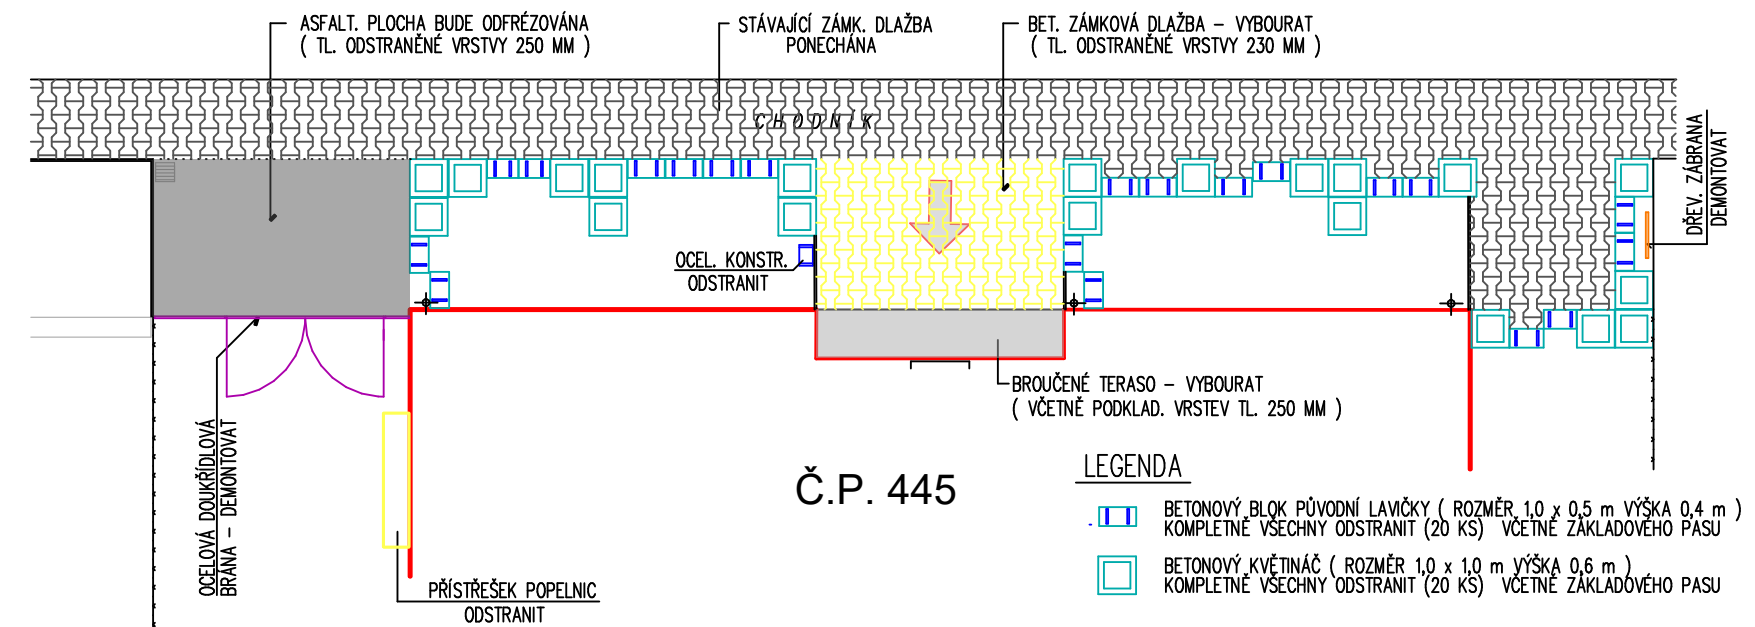 ASFALT. PLOCHA BUDE ODFRÉZOVÁNA
( TL. ODSTRANĚNÉ VRSTVY 250 MM )
STÁVAJÍCÍ ZÁMK. DLAŽBA
PONECHÁNA
BET. ZÁMKOVÁ DLAŽBA – VYBOURAT
( TL. ODSTRANĚNÉ VRSTVY 230 MM )
CHODNÍK
DŘEV. ZÁBRANA
DEMONTOVAT
OCEL. KONSTR.
ODSTRANIT
BROUČENÉ TERASO – VYBOURAT
( VČETNĚ PODKLAD. VRSTEV TL. 250 MM )
OCELOVÁ DOUKŘÍDLOVÁ
BRÁNA – DEMONTOVAT
Č.P. 445
PŘÍSTŘEŠEK POPELNIC
ODSTRANIT
LEGENDA
BETONOVÝ BLOK PŮVODNÍ LAVIČKY ( ROZMĚR 1,0 x 0,5 m VÝŠKA 0,4 m )
KOMPLETNĚ VŠECHNY ODSTRANIT (20 KS) VČETNĚ ZÁKLADOVÉHO PASU
BETONOVÝ KVĚTINÁČ ( ROZMĚR 1,0 x 1,0 m VÝŠKA 0,6 m )
KOMPLETNĚ VŠECHNY ODSTRANIT (20 KS) VČETNĚ ZÁKLADOVÉHO PASU